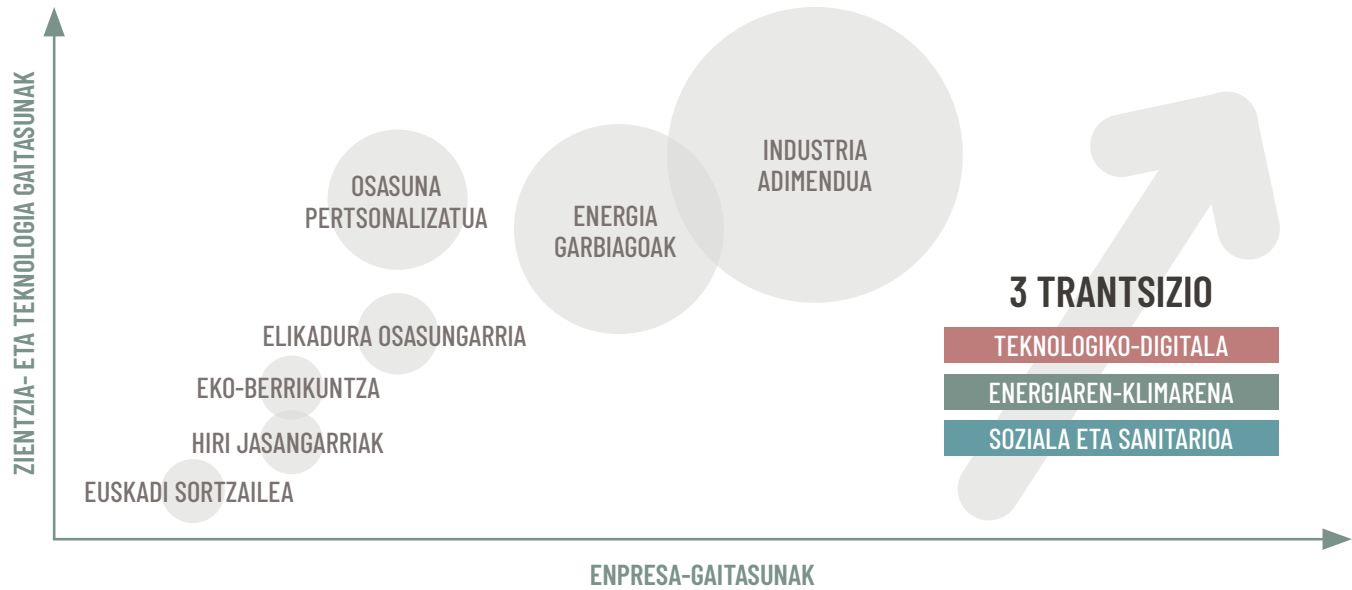 ZIENTZIA- ETA TEKNOLOGIA GAITASUNAK
INDUSTRIA
ADIMENDUA
OSASUNA
PERTSONALIZATUA
ENERGIA
GARBIAGOAK
ELIKADURA OSASUNGARRIA
EKO-BERRIKUNTZA
HIRI JASANGARRIAK
EUSKADI SORTZAILEA
3 TRANTSIZIO
TEKNOLOGIKO-DIGITALA
ENERGIAREN-KLIMARENA
SOZIALA ETA SANITARIOA
ENPRESA-GAITASUNAK